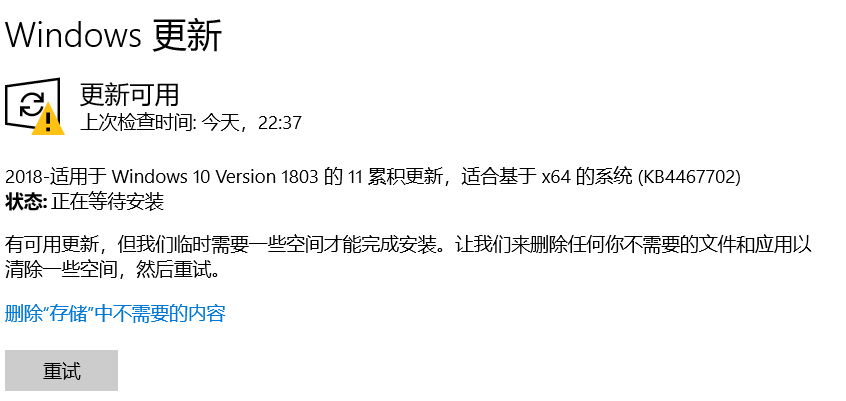 Windows 更新
更新可用
上次检查时间: 今天，22:37
2018-适用于 Windows 10 Version 1803 的 11 累积更新，适合基于 x64 的系统 (KB4467702)
状态: 正在等待安装
有可用更新，但我们临时需要一些空间才能完成安装。让我们来删除任何你不需要的文件和应用以
清除一些空间，然后重试。
删除“存储”中不需要的内容
重试